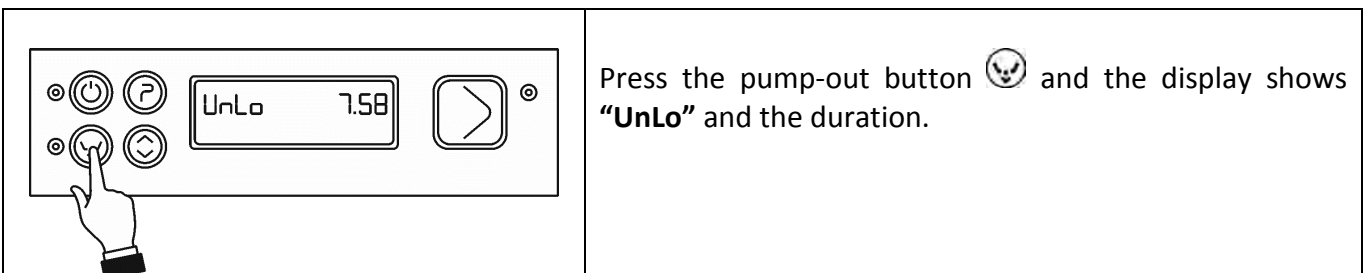 UnLo 7.58
Press the pump-out button and the display shows
“UnLo” and the duration.